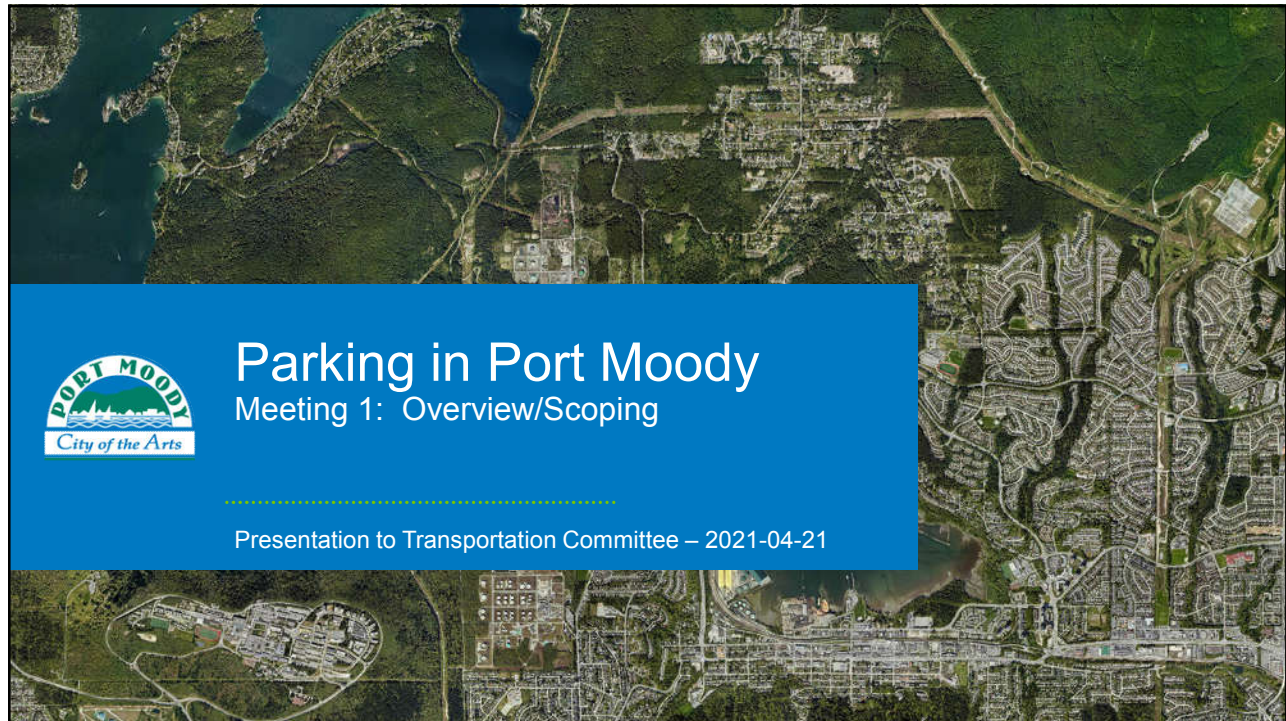 PORT MOODY
City of the Arts
Parking in Port Moody
Meeting 1: Overview/Scoping
Presentation to Transportation Committee – 2021-04-21